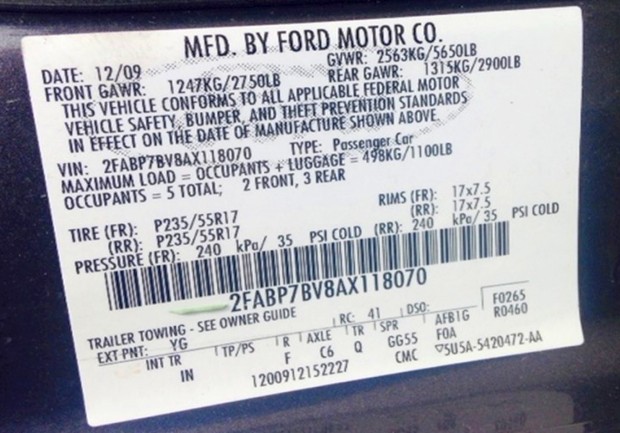 MFD. BY FORD MOTOR CO.
DATE: 12/09 GVWR: 2563KG/5650LB
FRONT GAWR: 1247KG/2750LB REAR GAWR: 1315KG/2900LB
THIS VEHICLE CONFORMS TO ALL APPLICABLE FEDERAL MOTOR
VEHICLE SAFETY, BUMPER, AND THEFT PREVENTION STANDARDS
IN EFFECT ON THE DATE OF MANUFACTURE SHOWN ABOVE.
VIN: 2FABP7BV8AX118070 TYPE: Passenger Car
MAXIMUM LOAD = OCCUPANTS + LUGGAGE = 498KG/1100LB
OCCUPANTS = 5 TOTAL; 2 FRONT, 3 REAR
TIRE (FR): P235/55R17 RIMS (FR): 17x7.5
(RR): P235/55R17 (RR): 17x7.5
PRESSURE (FR): 240 kPa/ 35 PSI COLD (RR): 240 kPa/ 35 PSI COLD
2FABP7BV8AX118070
TRAILER TOWING - SEE OWNER GUIDE
EXT PNT: YG RC: 41 DSO: F0265
R0460
INT TR TP/PS R AXLE TR SPR AFB1G
IN F C6 Q GG55 F0A
1200912152227 CMC 5U5A-5420472-AA